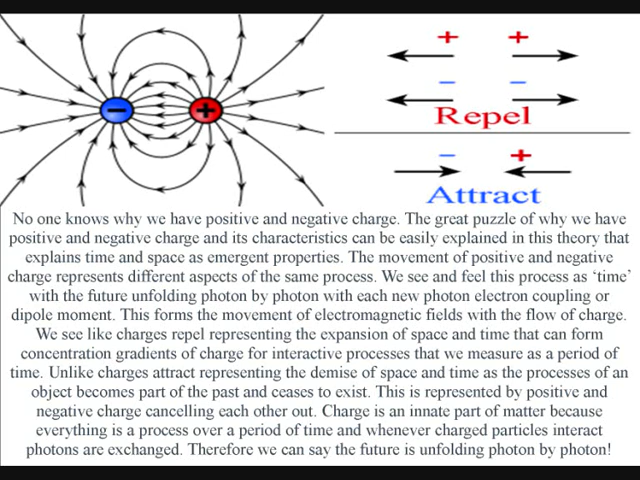 + +
− −
Repel
− +
Attract
− +
No one knows why we have positive and negative charge. The great puzzle of why we have
positive and negative charge and its characteristics can be easily explained in this theory that
explains time and space as emergent properties. The movement of positive and negative
charge represents different aspects of the same process. We see and feel this process as ‘time’
with the future unfolding photon by photon with each new photon electron coupling or
dipole moment. This forms the movement of electromagnetic fields with the flow of charge.
We see like charges repel representing the expansion of space and time that can form
concentration gradients of charge for interactive processes that we measure as a period of
time. Unlike charges attract representing the demise of space and time as the processes of an
object becomes part of the past and ceases to exist. This is represented by positive and
negative charge cancelling each other out. Charge is an innate part of matter because
everything is a process over a period of time and whenever charged particles interact
photons are exchanged. Therefore we can say the future is unfolding photon by photon!